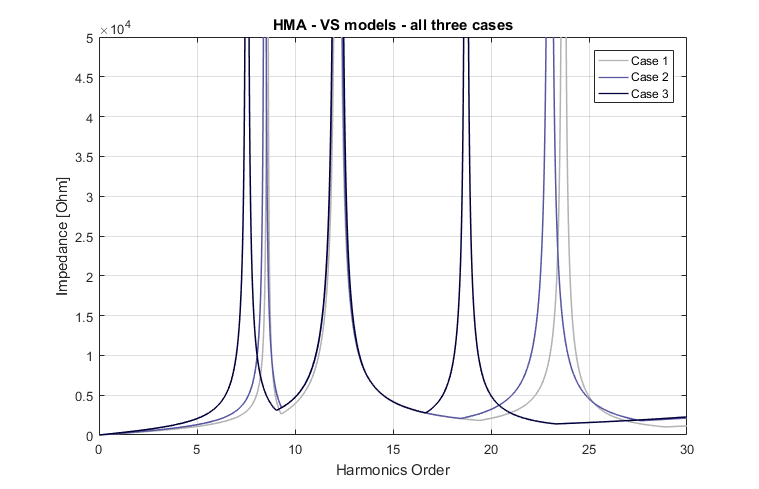 HMA - VS models - all three cases
×10⁴
5
4.5
4
3.5
3
2.5
2
1.5
1
0.5
0
Impedance [Ohm]
Case 1
Case 2
Case 3
0 5 10 15 20 25 30
Harmonics Order